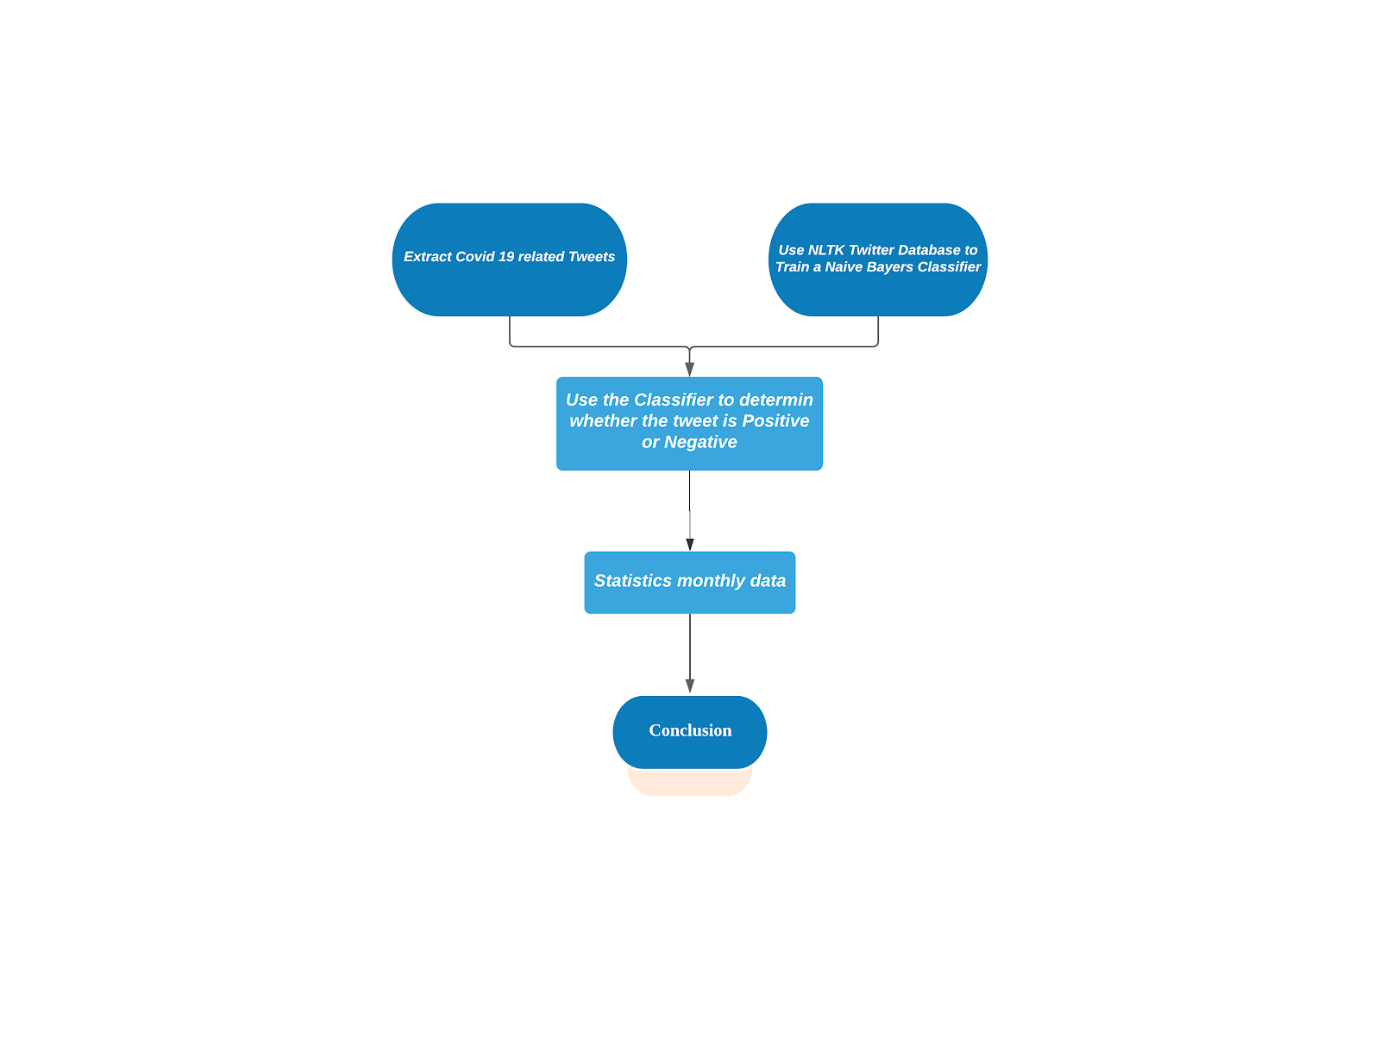 Extract Covid 19 related Tweets
Use NLTK Twitter Database to
Train a Naive Bayers Classifier
Use the Classifier to determin
whether the tweet is Positive
or Negative
Statistics monthly data
Conclusion